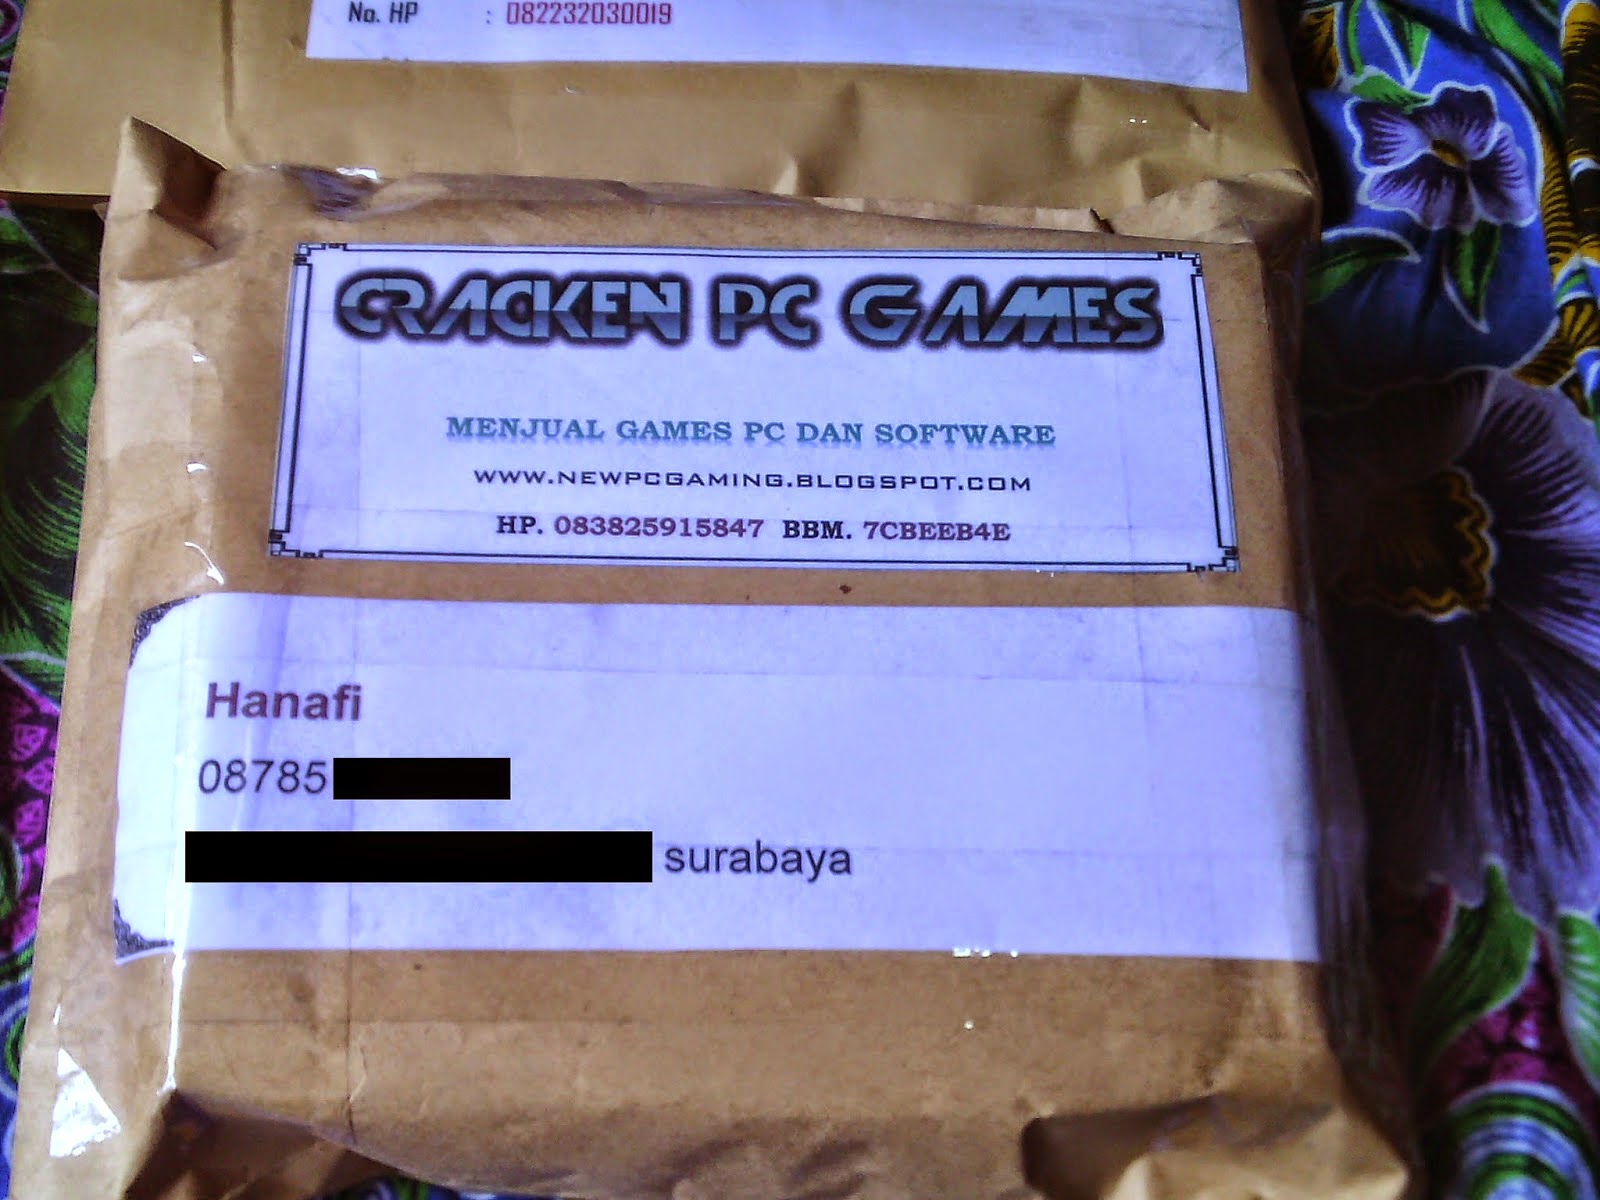 No. HP : 082232030019
CRACKEN PC GAMES
MENJUAL GAMES PC DAN SOFTWARE
WWW.NEWPCGAMING.BLOGSPOT.COM
HP. 083825915847 BBM. 7CBEEB4E
Hanafi
08785
surabaya